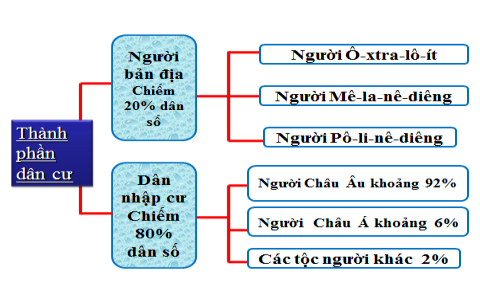 Thành
phần
dân cư
Người
bản địa
Chiếm
20% dân
số
Người Ô-xtra-lô-ít
Người Mê-la-nê-diêng
Người Pô-li-nê-diêng
Dân
nhập cư
Chiếm
80%
dân số
Người Châu Âu khoảng 92%
Người Châu Á khoảng 6%
Các tộc người khác 2%